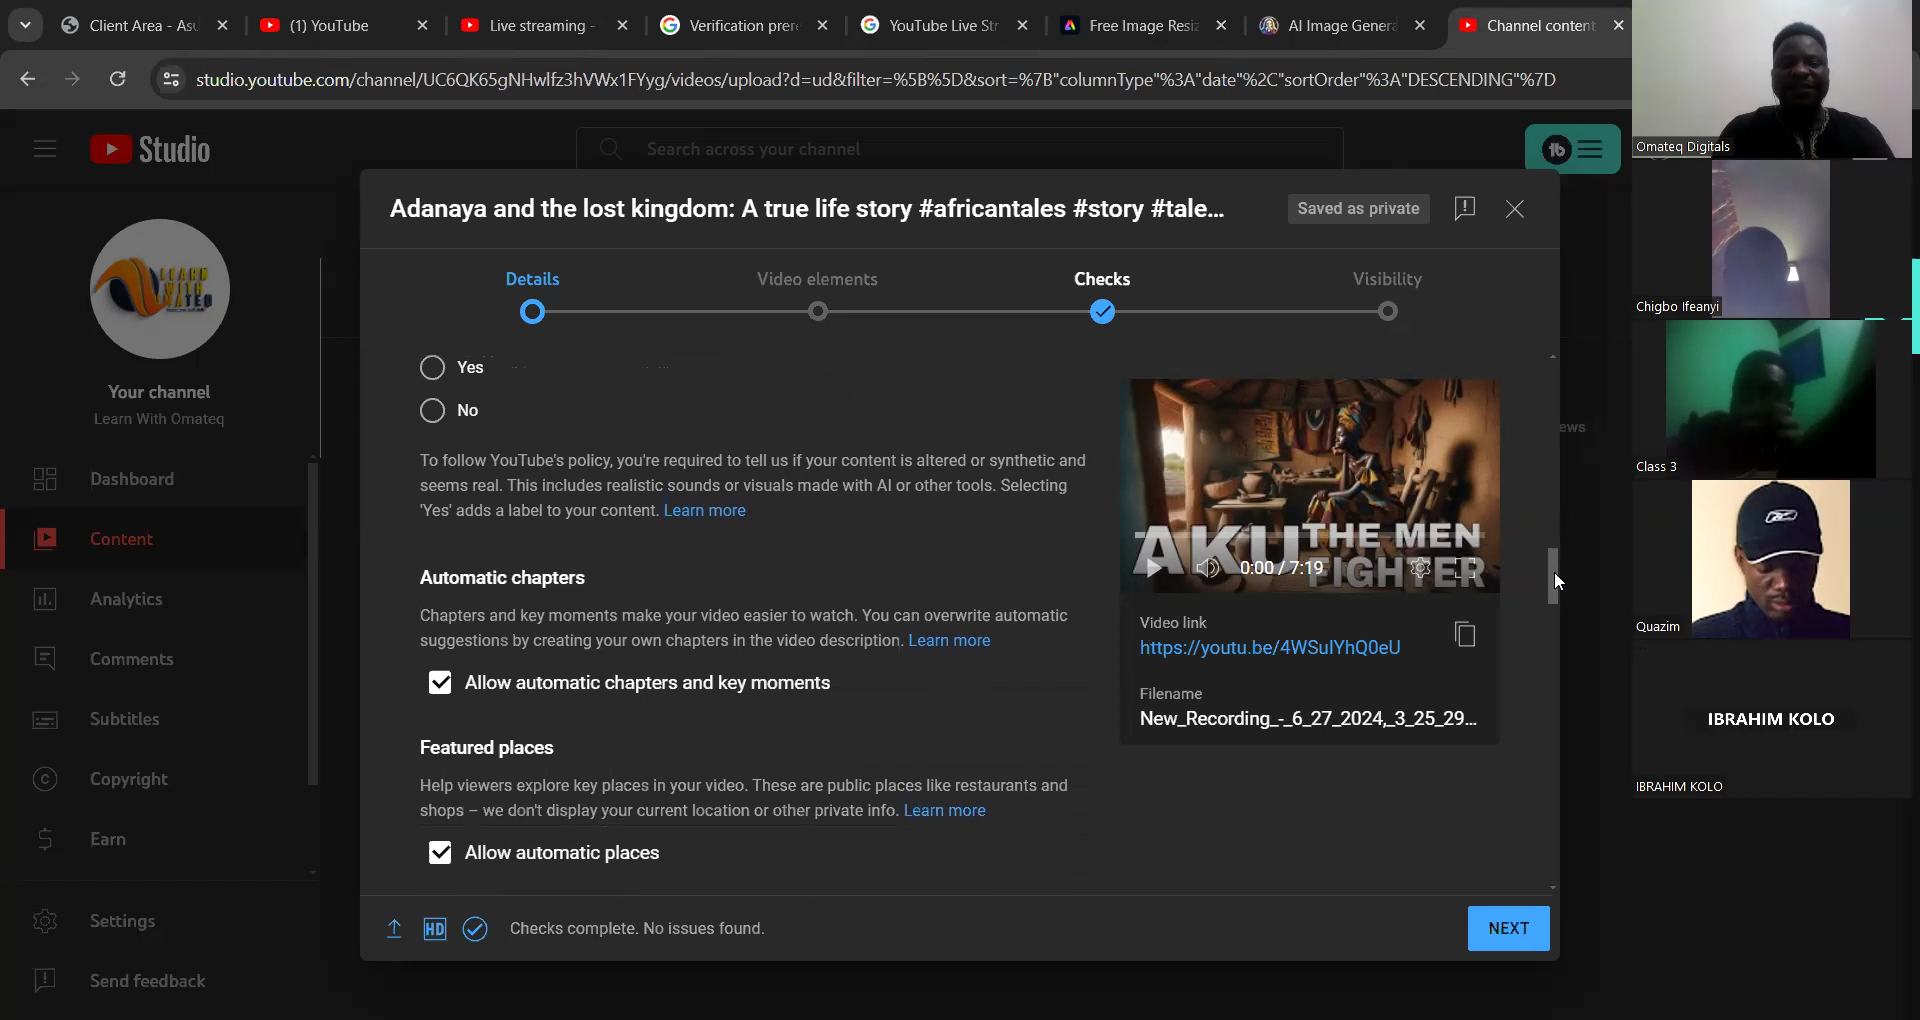 Client Area - Asu
(1) YouTube
Live streaming -
Verification prer
YouTube Live Str
Free Image Resiz
AI Image Genera
Channel content
studio.youtube.com/channel/UC6QK65gNHwlfz3hVWx1FYyg/videos/upload?d=ud&filter=%5B%5D&sort=%7B"columnType"%3A"date"%2C"sortOrder"%3A"DESCENDING"%7D
Studio
Search across your channel
Omateq Digitals
Adanaya and the lost kingdom: A true life story #africantales #story #tale...
Saved as private
Details
Video elements
Checks
Visibility
LEARN
WITH
Your channel
Learn With Omateq
Dashboard
Content
Analytics
Comments
Subtitles
Copyright
Earn
Settings
Send feedback
Yes
No
To follow YouTube's policy, you're required to tell us if your content is altered or synthetic and
seems real. This includes realistic sounds or visuals made with AI or other tools. Selecting
'Yes' adds a label to your content. Learn more
Automatic chapters
Chapters and key moments make your video easier to watch. You can overwrite automatic
suggestions by creating your own chapters in the video description. Learn more
Allow automatic chapters and key moments
Featured places
Help viewers explore key places in your video. These are public places like restaurants and
shops – we don't display your current location or other private info. Learn more
Allow automatic places
AKU THE MEN
FIGHTER
0:00 / 7:19
Video link
https://youtu.be/4WSuIYhQ0eU
Filename
New_Recording_-_6_27_2024,_3_25_29...
HD
Checks complete. No issues found.
NEXT
ews
Chigbo Ifeanyi
Class 3
Quazim
IBRAHIM KOLO
IBRAHIM KOLO